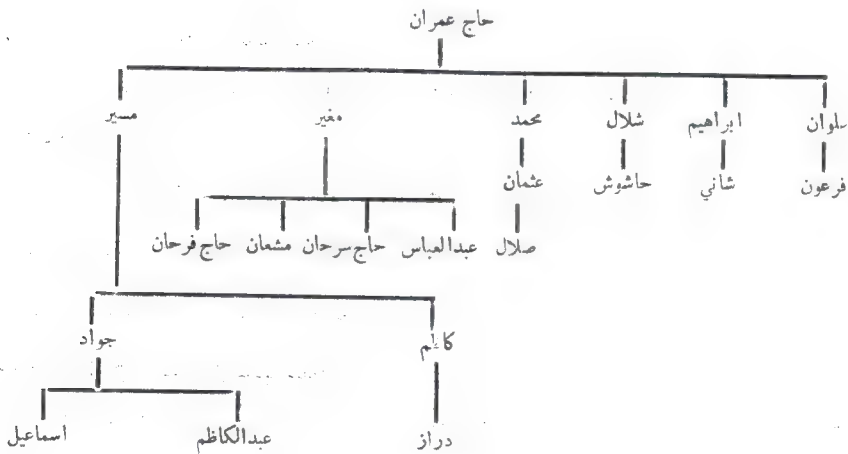 حاج عمران
ابراهيم شلال محمد مغير مسير
فرعون شاني حاشوش عثمان
صلال عبدالعباس حاج سرحان مشعان حاج فرحان
كاظم جواد
دراز عبدالكاظم اسماعيل